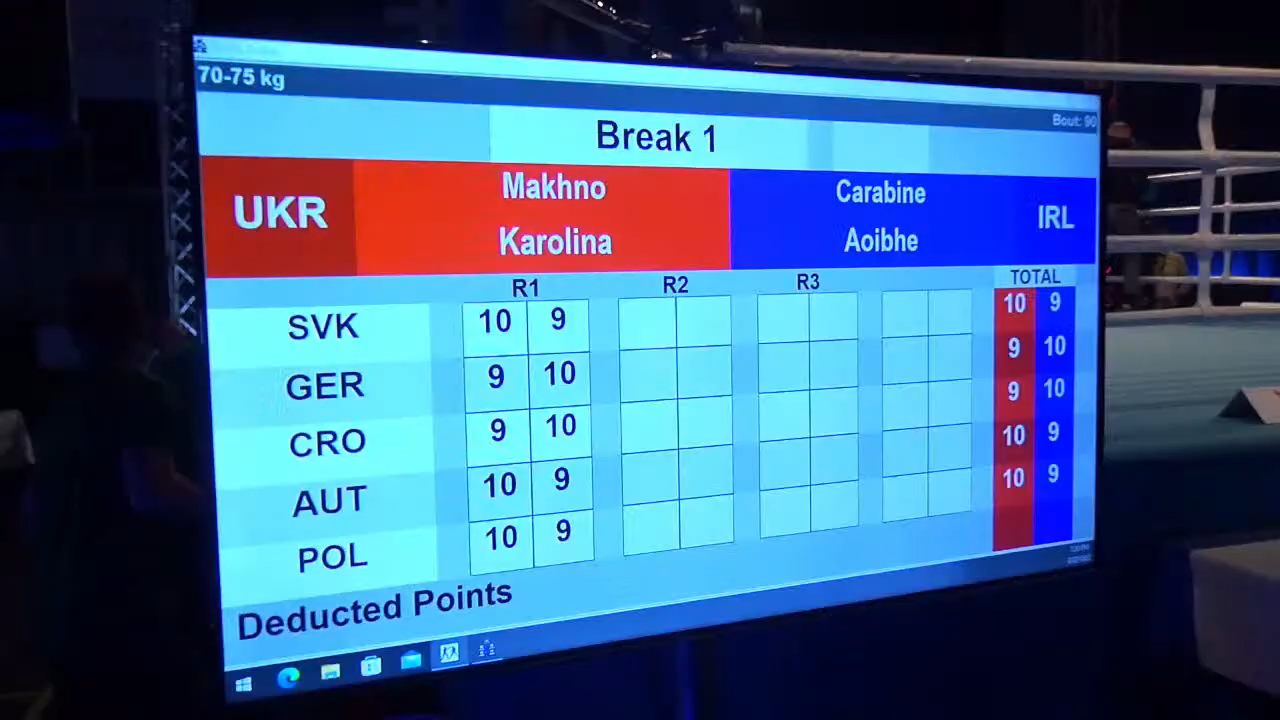 70-75 kg
Bout: 90
Break 1
UKR Makhno Carabine IRL
Karolina Aoibhe
R1 R2 R3 TOTAL
SVK 10 9 10 9
GER 9 10 9 10
CRO 9 10 9 10
AUT 10 9 10 9
POL 10 9 10 9
Deducted Points